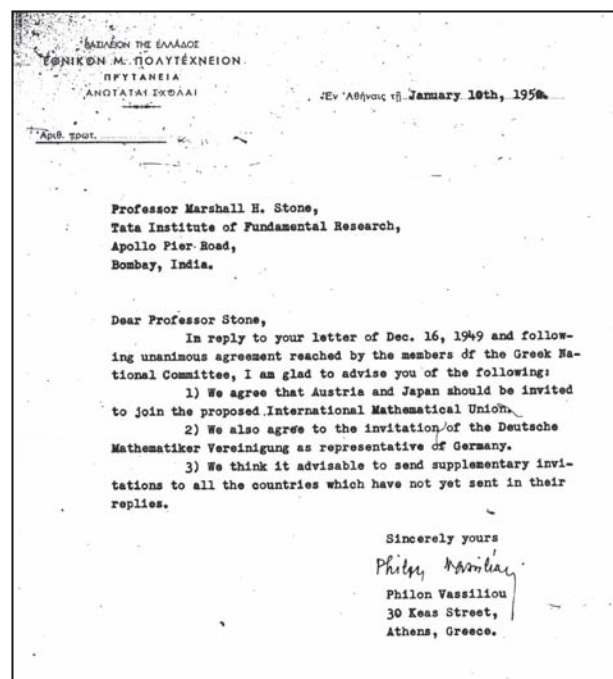 ΒΑΣΙΛΕΙΟΝ ΤΗΣ ΕΛΛΑΔΟΣ
ΕΘΝΙΚΟΝ Μ. ΠΟΛΥΤΕΧΝΕΙΟΝ
ΠΡΥΤΑΝΕΙΑ
ΑΝΩΤΑΤΑΙ ΣΧΟΛΑΙ
Ἐν Ἀθήναις τῇ January 10th, 1950.
Ἀριθ. πρωτ.
Professor Marshall H. Stone,
Tata Institute of Fundamental Research,
Apollo Pier Road,
Bombay, India.
Dear Professor Stone,
In reply to your letter of Dec. 16, 1949 and follow-
ing unanimous agreement reached by the members of the Greek Na-
tional Committee, I am glad to advise you of the following:
1) We agree that Austria and Japan should be invited
to join the proposed International Mathematical Union.
2) We also agree to the invitation of the Deutsche
Mathematiker Vereinigung as representative of Germany.
3) We think it advisable to send supplementary invi-
tations to all the countries which have not yet sent in their
replies.
Sincerely yours
Philon Vassiliou
Philon Vassiliou
30 Keas Street,
Athens, Greece.